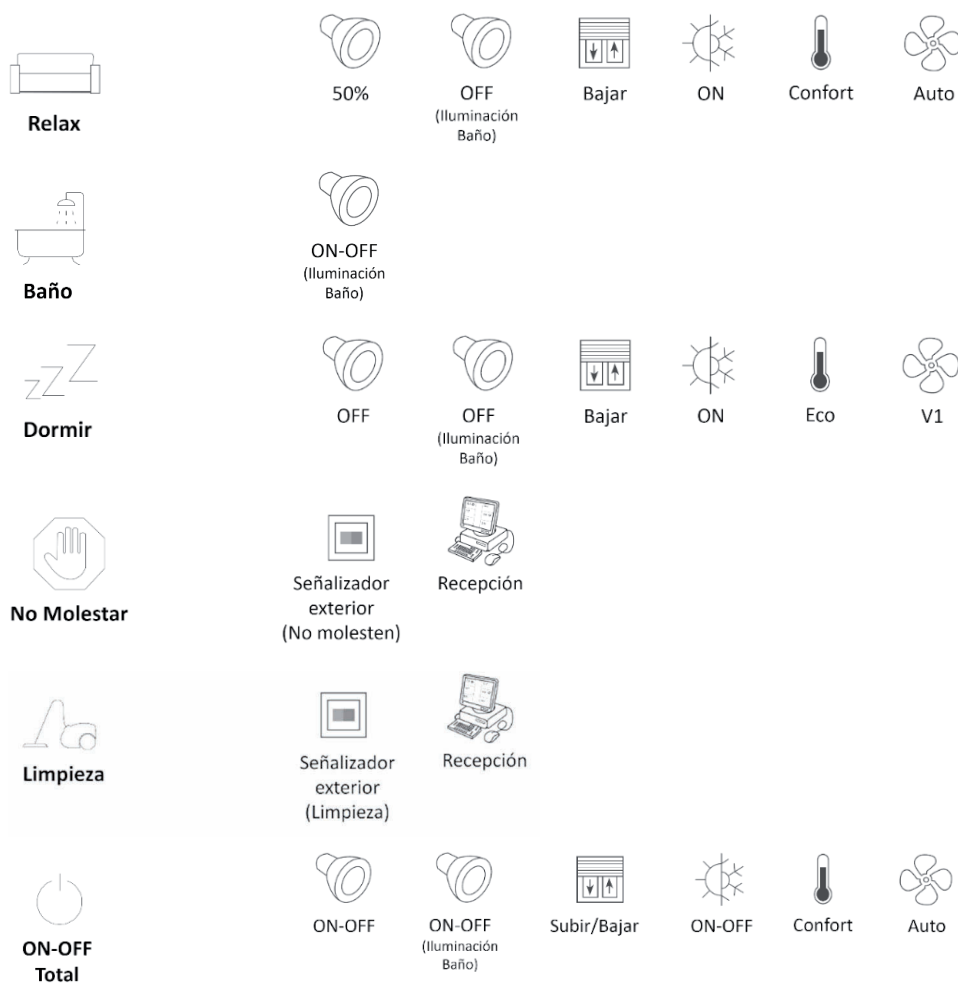 50% OFF Bajar ON Confort Auto
(Iluminación
Baño)
Relax
ON-OFF
(Iluminación
Baño)
Baño
OFF OFF Bajar ON Eco V1
(Iluminación
Baño)
Dormir
Señalizador Recepción
exterior
(No molesten)
No Molestar
Señalizador Recepción
exterior
(Limpieza)
Limpieza
ON-OFF ON-OFF Subir/Bajar ON-OFF Confort Auto
(Iluminación
Baño)
ON-OFF
Total